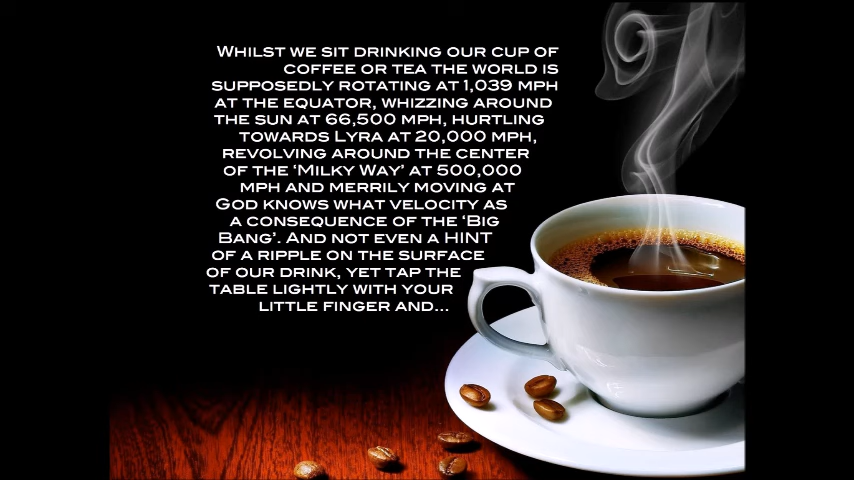 Whilst we sit drinking our cup of
coffee or tea the world is
supposedly rotating at 1,039 mph
at the equator, whizzing around
the sun at 66,500 mph, hurtling
towards Lyra at 20,000 mph,
revolving around the center
of the ‘Milky Way’ at 500,000
mph and merrily moving at
God knows what velocity as
a consequence of the ‘Big
Bang’. And not even a HINT
of a ripple on the surface
of our drink, yet tap the
table lightly with your
little finger and...